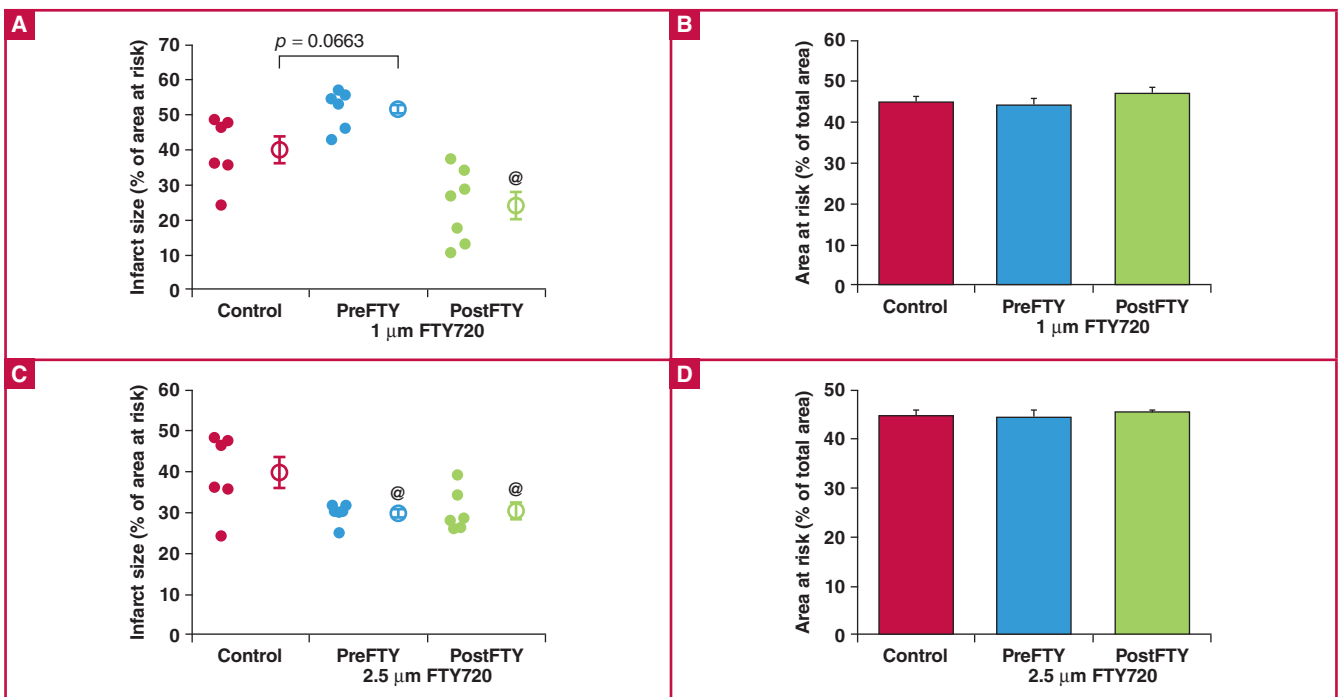 A
Infarct size (% of area at risk)
70
60
50
40
30
20
10
0
p = 0.0663
@
Control PreFTY PostFTY
1 μm FTY720
B
Area at risk (% of total area)
60
50
40
30
20
10
0
Control PreFTY PostFTY
1 μm FTY720
C
Infarct size (% of area at risk)
60
50
40
30
20
10
0
@ @
Control PreFTY PostFTY
2.5 μm FTY720
D
Area at risk (% of total area)
50
40
30
20
10
0
Control PreFTY PostFTY
2.5 μm FTY720